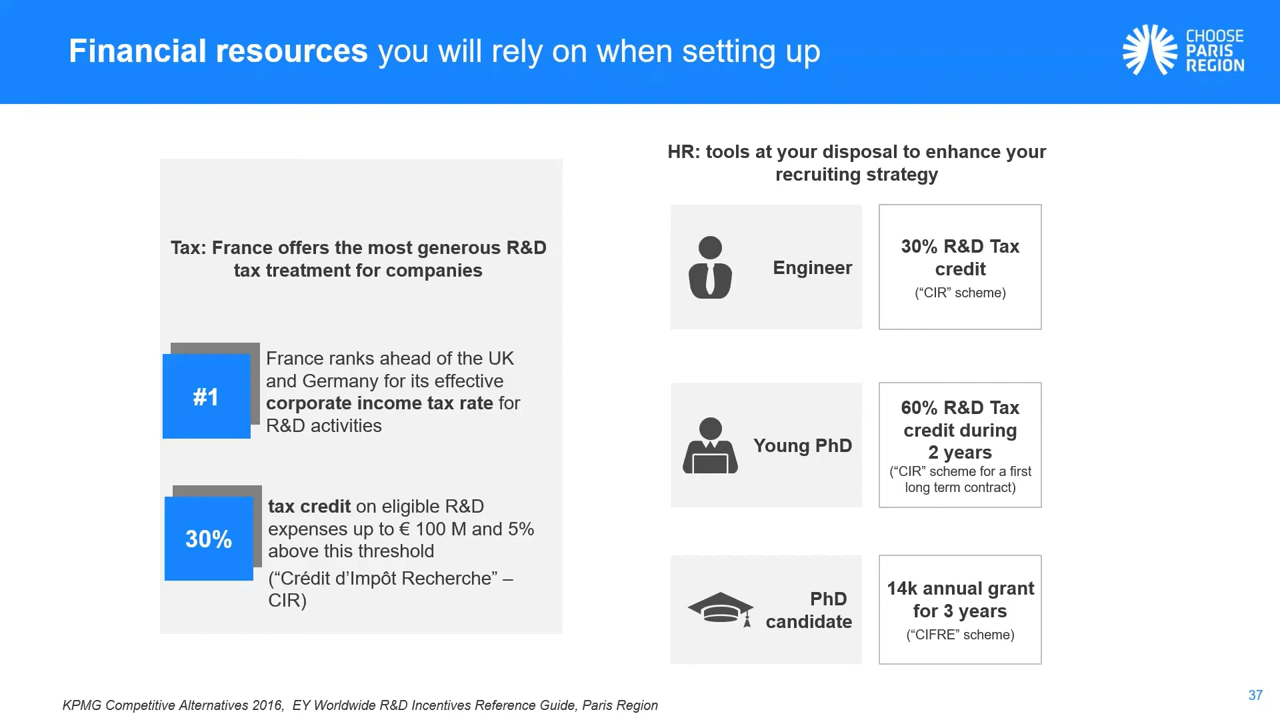 Financial resources you will rely on when setting up
CHOOSE
PARIS
REGION
Tax: France offers the most generous R&D
tax treatment for companies
#1
France ranks ahead of the UK
and Germany for its effective
corporate income tax rate for
R&D activities
30%
tax credit on eligible R&D
expenses up to € 100 M and 5%
above this threshold
(“Crédit d’Impôt Recherche” –
CIR)
HR: tools at your disposal to enhance your
recruiting strategy
Engineer
30% R&D Tax
credit
(“CIR” scheme)
Young PhD
60% R&D Tax
credit during
2 years
(“CIR” scheme for a first
long term contract)
PhD
candidate
14k annual grant
for 3 years
(“CIFRE” scheme)
KPMG Competitive Alternatives 2016, EY Worldwide R&D Incentives Reference Guide, Paris Region
37